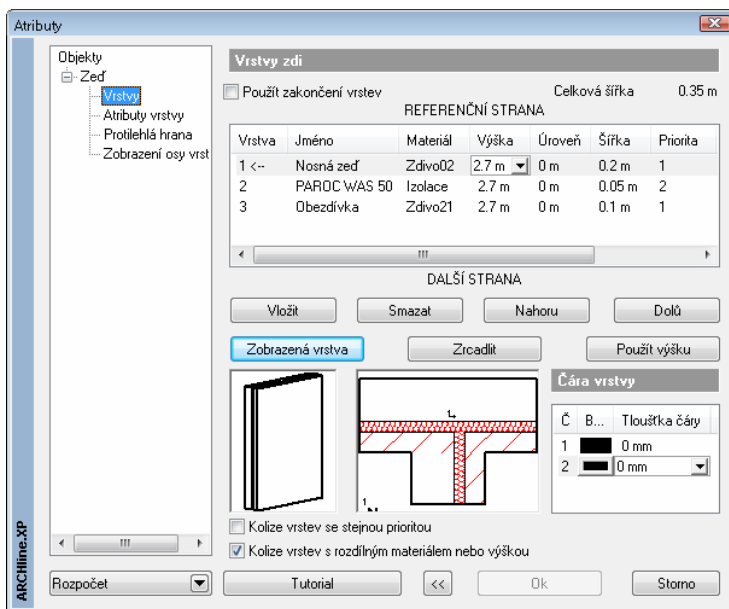 Atributy
Objekty
Zeď
Vrstvy
Atributy vrstvy
Protilehlá hrana
Zobrazení osy vrst
Vrstvy zdi
Použít zakončení vrstev
Celková šířka 0.35 m
REFERENČNÍ STRANA
Vrstva Jméno Materiál Výška Úroveň Šířka Priorita
1 <-- Nosná zeď Zdivo02 2.7 m 0 m 0.2 m 1
2 PAROC WAS 50 Izolace 2.7 m 0 m 0.05 m 2
3 Obezdívka Zdivo21 2.7 m 0 m 0.1 m 1
DALŠÍ STRANA
Vložit Smazat Nahoru Dolů
Zobrazená vrstva Zrcadlit Použít výšku
Čára vrstvy
Č B... Tloušťka čáry
1 0 mm
2 0 mm
1
Kolize vrstev se stejnou prioritou
Kolize vrstev s rozdílným materiálem nebo výškou
ARCHline.XP
Rozpočet Tutorial << Ok Storno